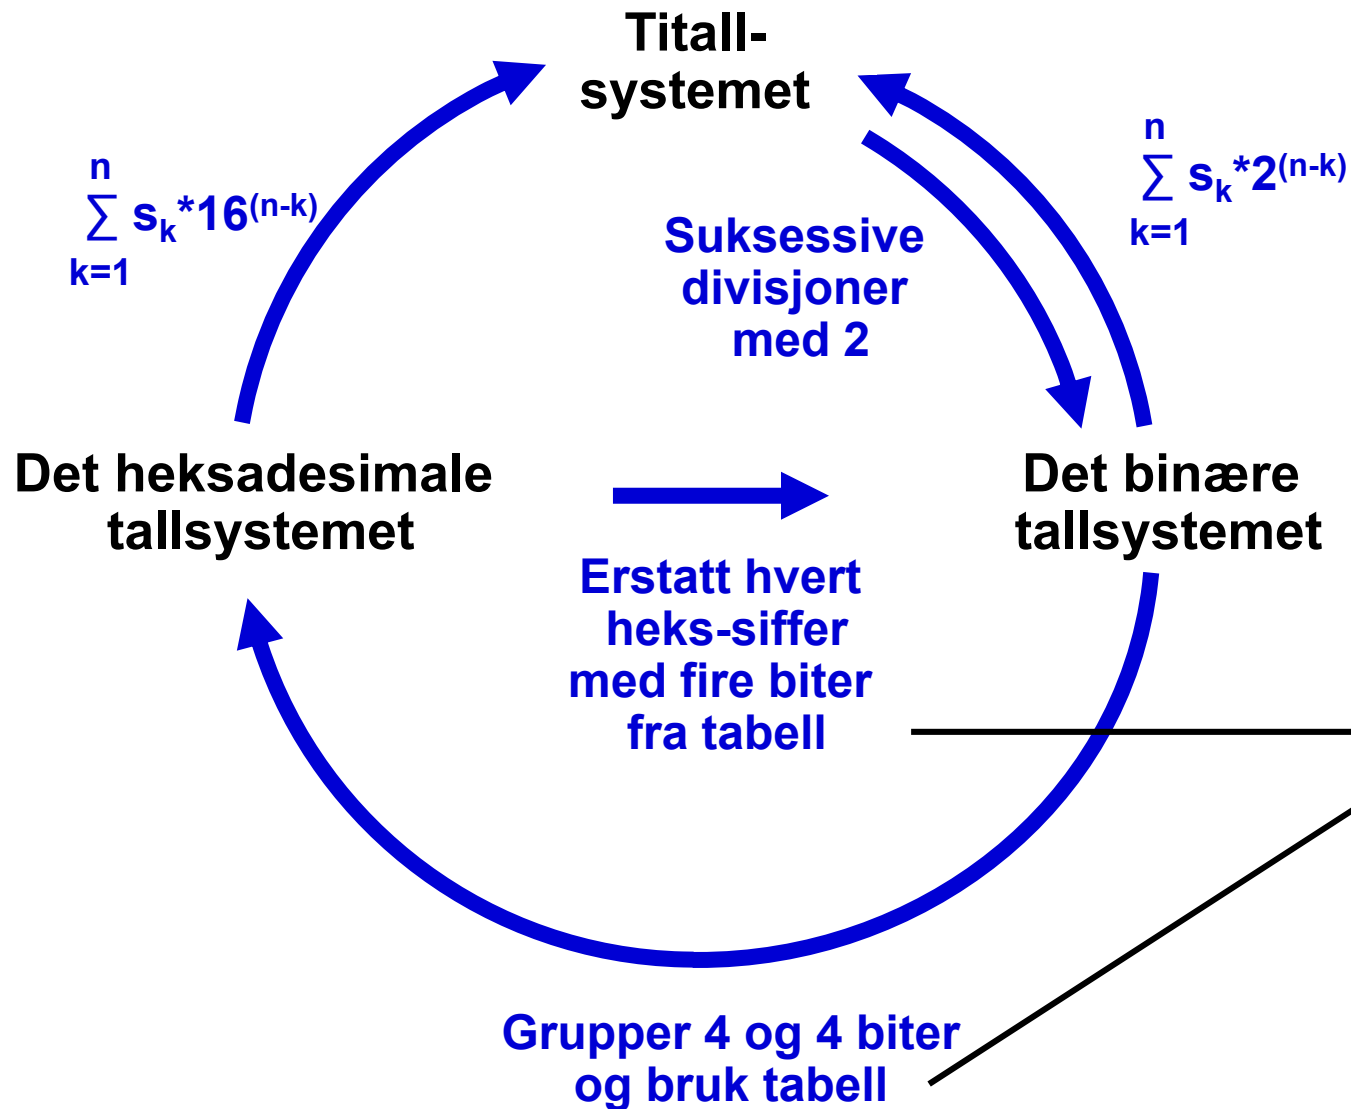 Titall-
systemet
n
∑ sₖ*16⁽ⁿ⁻ᵏ⁾
k=1
n
∑ sₖ*2⁽ⁿ⁻ᵏ⁾
k=1
Suksessive
divisjoner
med 2
Det heksadesimale
tallsystemet
Det binære
tallsystemet
Erstatt hvert
heks-siffer
med fire biter
fra tabell
Grupper 4 og 4 biter
og bruk tabell